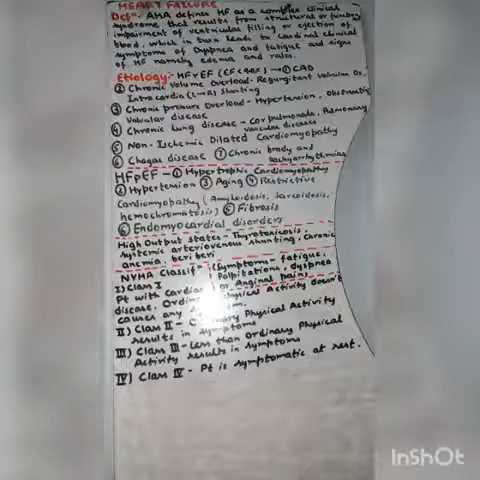 HEART FAILURE
Defn- AHA defines HF as a complex clinical
syndrome that results from structural or functional
impairment of ventricular filling or ejection of
blood, which in turn leads to cardinal clinical
symptoms of Dyspnea and fatigue and signs
of HF namely edema and rales.
Etiology:- HFrEF (EF<40%) → ① CAD
② Chronic Volume Overload- Regurgitant Valvular Ds.
Intracardiac (L→R) Shunting
③ Chronic pressure Overload- Hypertension, Obstructive
Valvular disease
④ Chronic lung disease - Cor pulmonale, Pulmonary
vascular disease
⑤ Non-Ischemic Dilated Cardiomyopathy
⑥ Chagas disease ⑦ Chronic brady and
tachyarrhythmias
HFpEF - ① Hypertrophic Cardiomyopathy
② Hypertension ③ Aging ④ Restrictive
Cardiomyopathy (Amyloidosis, Sarcoidosis,
hemochromatosis) ⑤ Fibrosis
⑥ Endomyocardial disorders
High Output States - Thyrotoxicosis,
systemic arteriovenous shunting, Chronic
anemia, beri beri
NYHA Classifn (Symptoms - fatigue,
I) Class I Palpitations, dyspnea
Pt with Cardiac or Anginal pain)
disease. Physical Activity doesn't
causes any
II) Class II - Physical Activity
results in symptoms
III) Class III - Less than Ordinary Physical
Activity results in symptoms
IV) Class IV - Pt is symptomatic at rest.
InShOt